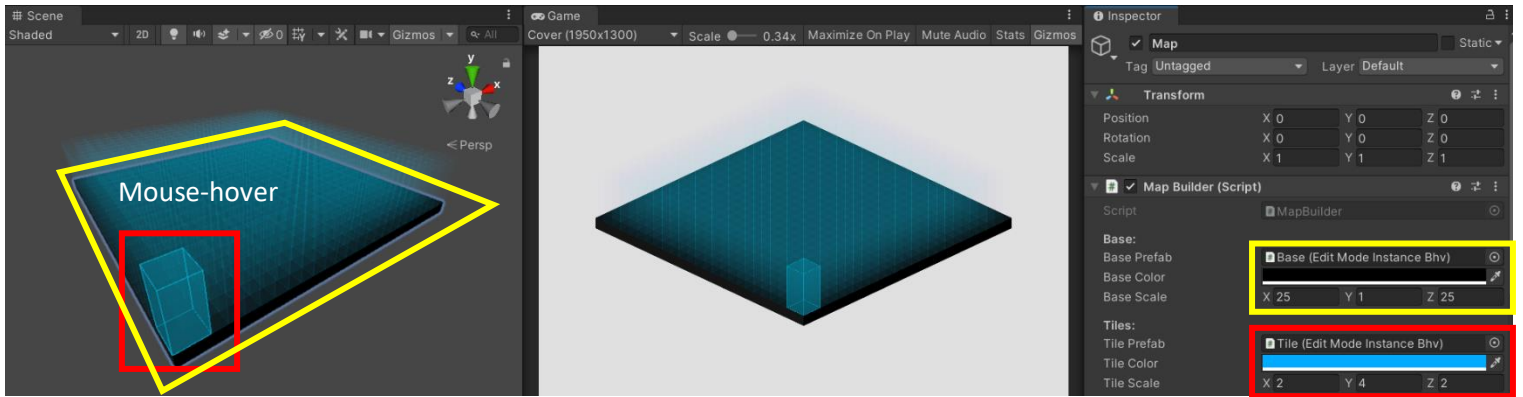 Scene
Shaded 2D 0 Gizmos All
y
z x
Persp
Mouse-hover
Game
Cover (1950x1300) Scale 0.34x Maximize On Play Mute Audio Stats Gizmos
Inspector
Map Static
Tag Untagged Layer Default
Transform
Position X 0 Y 0 Z 0
Rotation X 0 Y 0 Z 0
Scale X 1 Y 1 Z 1
# Map Builder (Script)
Script # MapBuilder
Base:
Base Prefab # Base (Edit Mode Instance Bhv)
Base Color
Base Scale X 25 Y 1 Z 25
Tiles:
Tile Prefab # Tile (Edit Mode Instance Bhv)
Tile Color
Tile Scale X 2 Y 4 Z 2